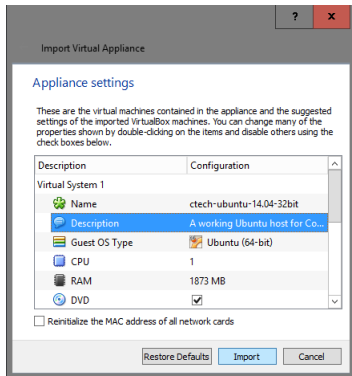 ?
x
Import Virtual Appliance
Appliance settings
These are the virtual machines contained in the appliance and the suggested
settings of the imported VirtualBox machines. You can change many of the
properties shown by double-clicking on the items and disable others using the
check boxes below.
Description Configuration
Virtual System 1
Name ctech-ubuntu-14.04-32bit
Description A working Ubuntu host for Co...
Guest OS Type Ubuntu (64-bit)
CPU 1
RAM 1873 MB
DVD
Reinitialize the MAC address of all network cards
Restore Defaults Import Cancel